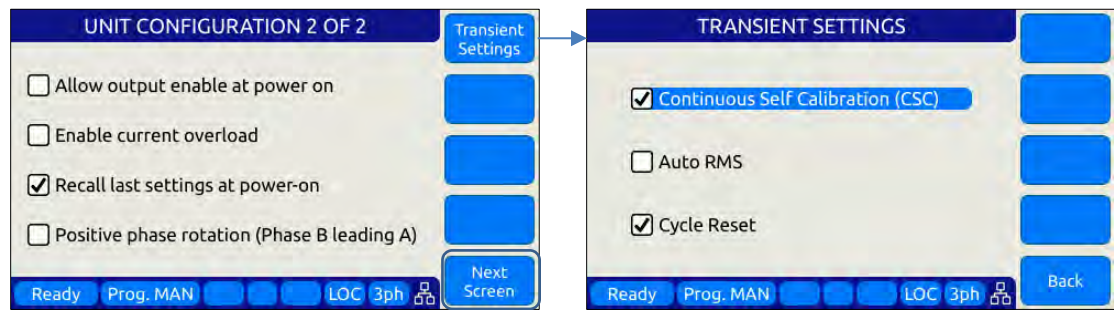 UNIT CONFIGURATION 2 OF 2
Transient
Settings
Allow output enable at power on
Enable current overload
Recall last settings at power-on
Positive phase rotation (Phase B leading A)
Next
Screen
Ready Prog. MAN LOC 3ph
TRANSIENT SETTINGS
Continuous Self Calibration (CSC)
Auto RMS
Cycle Reset
Back
Ready Prog. MAN LOC 3ph